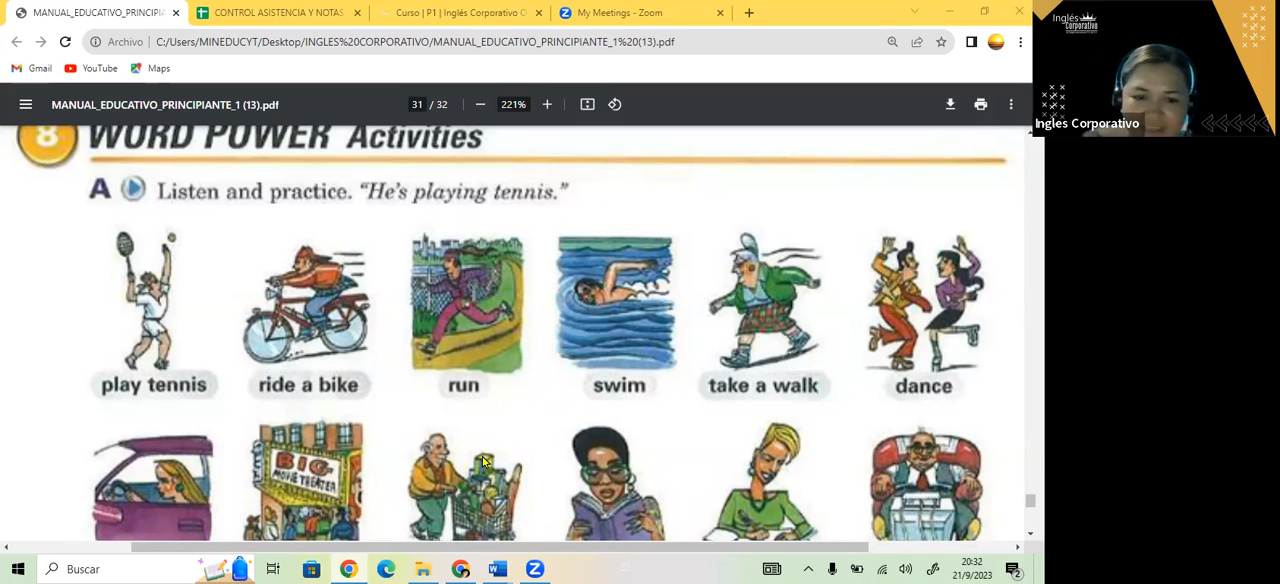 MANUAL_EDUCATIVO_PRINCIPIA
CONTROL ASISTENCIA Y NOTAS
Curso | P1 | Inglés Corporativo O
My Meetings - Zoom
Archivo
C:/Users/MINEDUCYT/Desktop/INGLES%20CORPORATIVO/MANUAL_EDUCATIVO_PRINCIPIANTE_1%20(13).pdf
Gmail
YouTube
Maps
MANUAL_EDUCATIVO_PRINCIPIANTE_1 (13).pdf
31 / 32
221%
Inglés
Corporativo
Ingles Corporativo
8 WORD POWER Activities
A Listen and practice. "He's playing tennis."
play tennis
ride a bike
run
swim
take a walk
dance
BIG
MOVIE THEATER
Buscar
20:32
21/9/2023
2